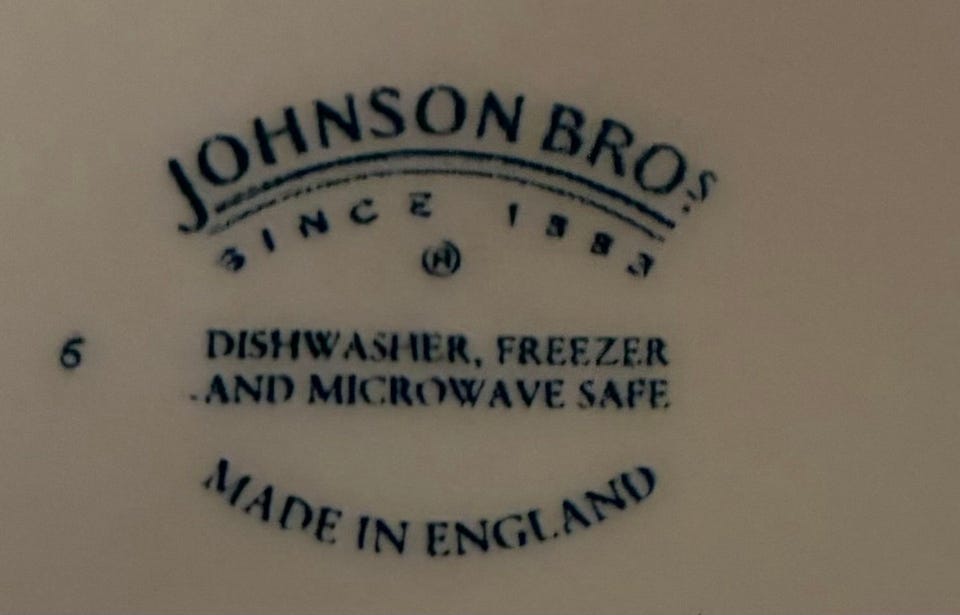 JOHNSON BROS.
SINCE 1883
H
6
DISHWASHER, FREEZER
AND MICROWAVE SAFE
MADE IN ENGLAND